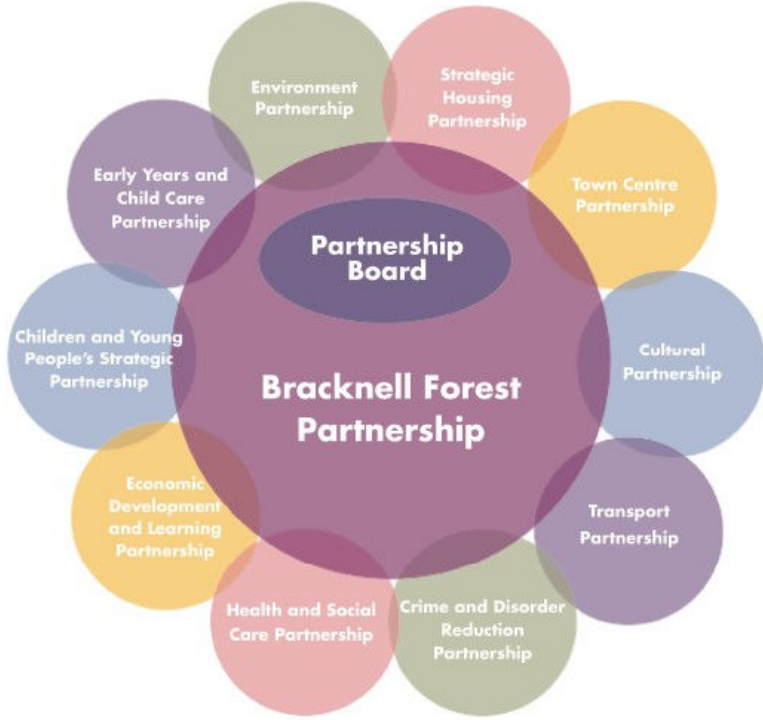 Environment
Partnership
Strategic
Housing
Partnership
Town Centre
Partnership
Cultural
Partnership
Transport
Partnership
Crime and Disorder
Reduction
Partnership
Health and Social
Care Partnership
Economic
Development
and Learning
Partnership
Children and Young
People's Strategic
Partnership
Early Years and
Child Care
Partnership
Partnership
Board
Bracknell Forest
Partnership